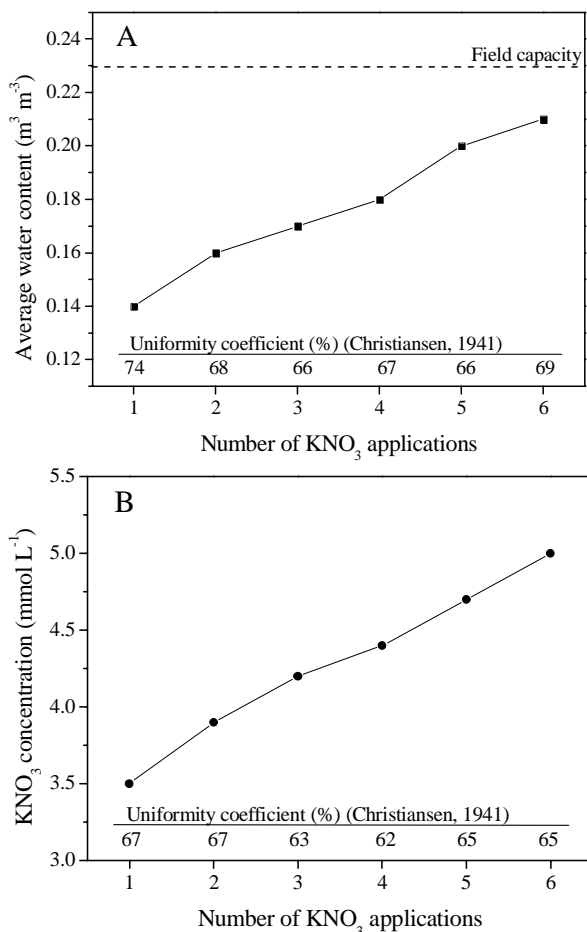 A
0.24
Field capacity
0.22
0.20
0.18
0.16
0.14
0.12
Average water content (m³ m⁻³)
Uniformity coefficient (%) (Christiansen, 1941)
74 68 66 67 66 69
1 2 3 4 5 6
Number of KNO₃ applications
B
5.5
5.0
4.5
4.0
3.5
3.0
KNO₃ concentration (mmol L⁻¹)
Uniformity coefficient (%) (Christiansen, 1941)
67 67 63 62 65 65
1 2 3 4 5 6
Number of KNO₃ applications